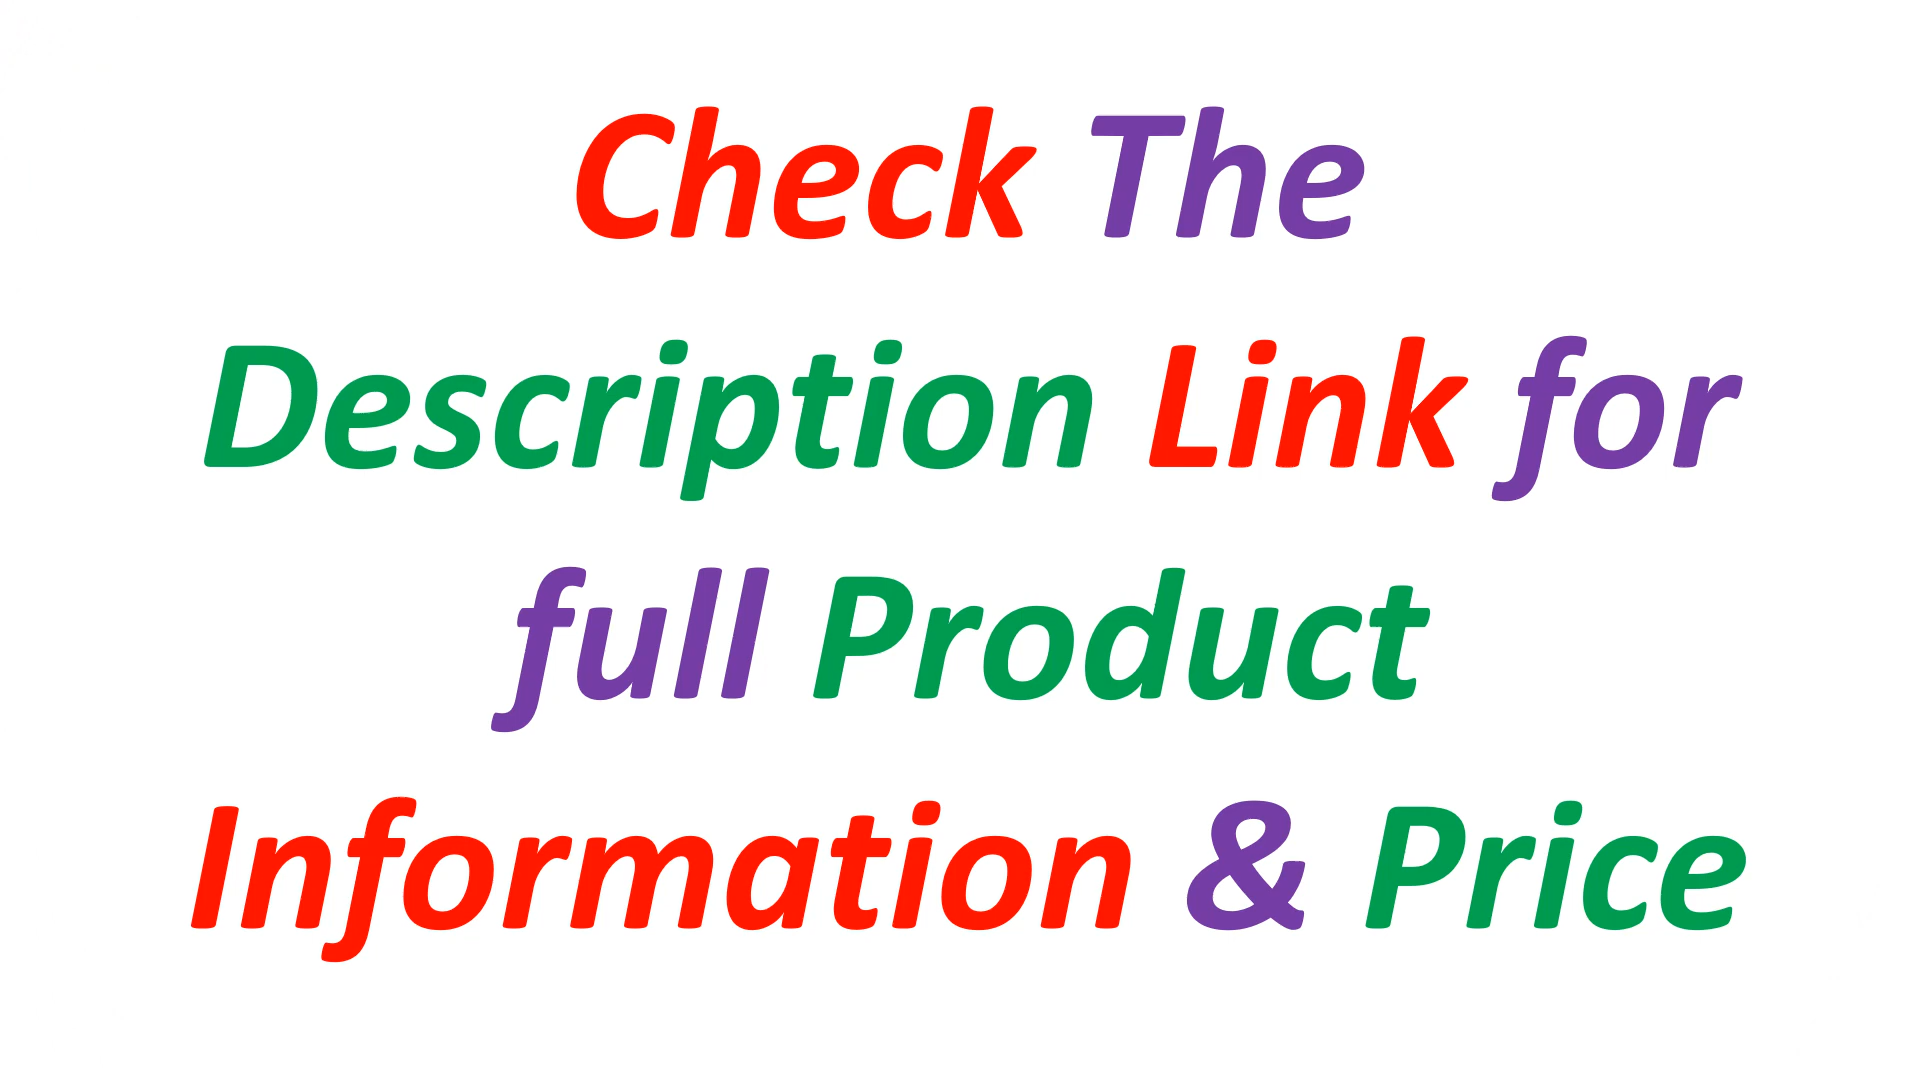 Check The
Description Link for
full Product
Information & Price